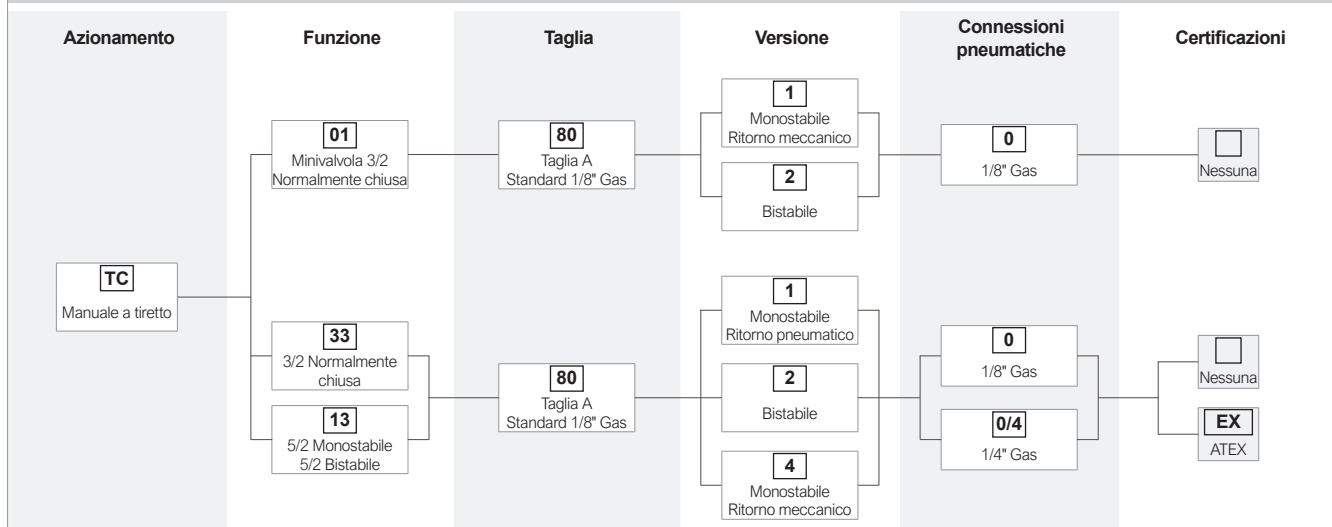 Azionamento
Funzione
Taglia
Versione
Connessioni
pneumatiche
Certificazioni
TC
Manuale a tiretto
01
Minivalvola 3/2
Normalmente chiusa
80
Taglia A
Standard 1/8" Gas
1
Monostabile
Ritorno meccanico
2
Bistabile
0
1/8" Gas
Nessuna
33
3/2 Normalmente
chiusa
13
5/2 Monostabile
5/2 Bistabile
80
Taglia A
Standard 1/8" Gas
1
Monostabile
Ritorno pneumatico
2
Bistabile
4
Monostabile
Ritorno meccanico
0
1/8" Gas
0/4
1/4" Gas
Nessuna
EX
ATEX